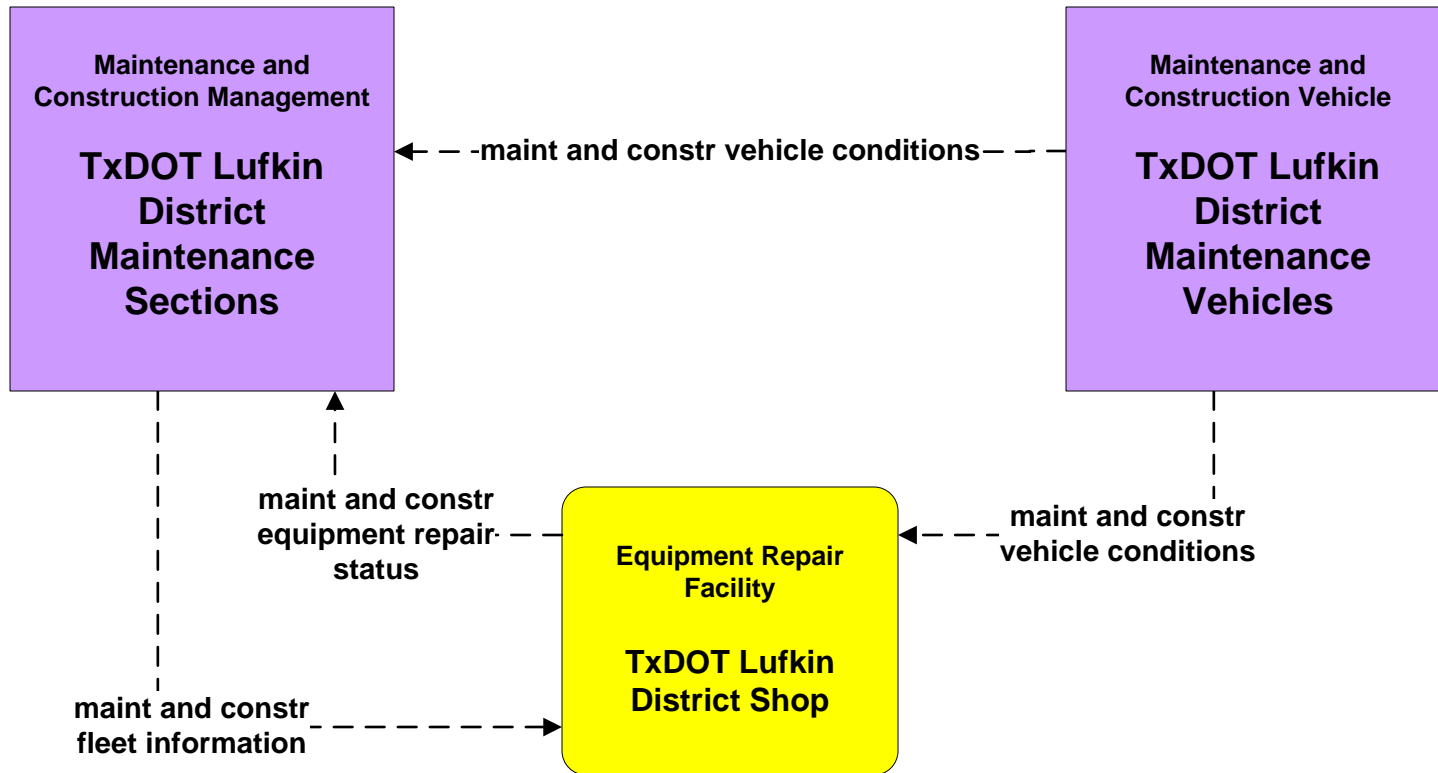 Maintenance and
Construction Management
TxDOT Lufkin
District
Maintenance
Sections
maint and constr vehicle conditions
Maintenance and
Construction Vehicle
TxDOT Lufkin
District
Maintenance
Vehicles
maint and constr
equipment repair
status
maint and constr
vehicle conditions
Equipment Repair
Facility
TxDOT Lufkin
District Shop
maint and constr
fleet information